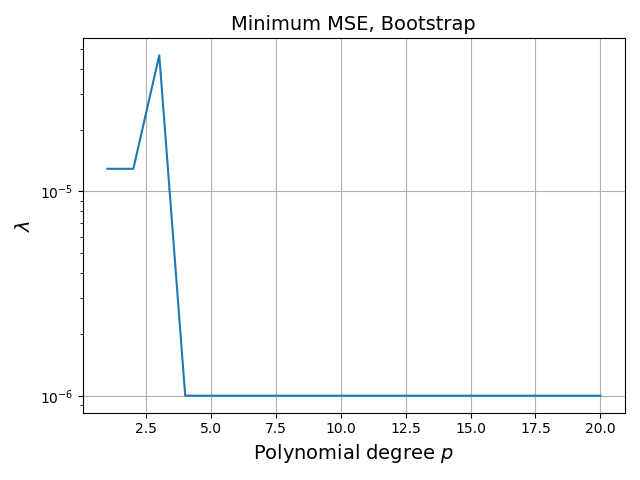 Minimum MSE, Bootstrap
λ
10⁻⁵
10⁻⁶
2.5 5.0 7.5 10.0 12.5 15.0 17.5 20.0
Polynomial degree p